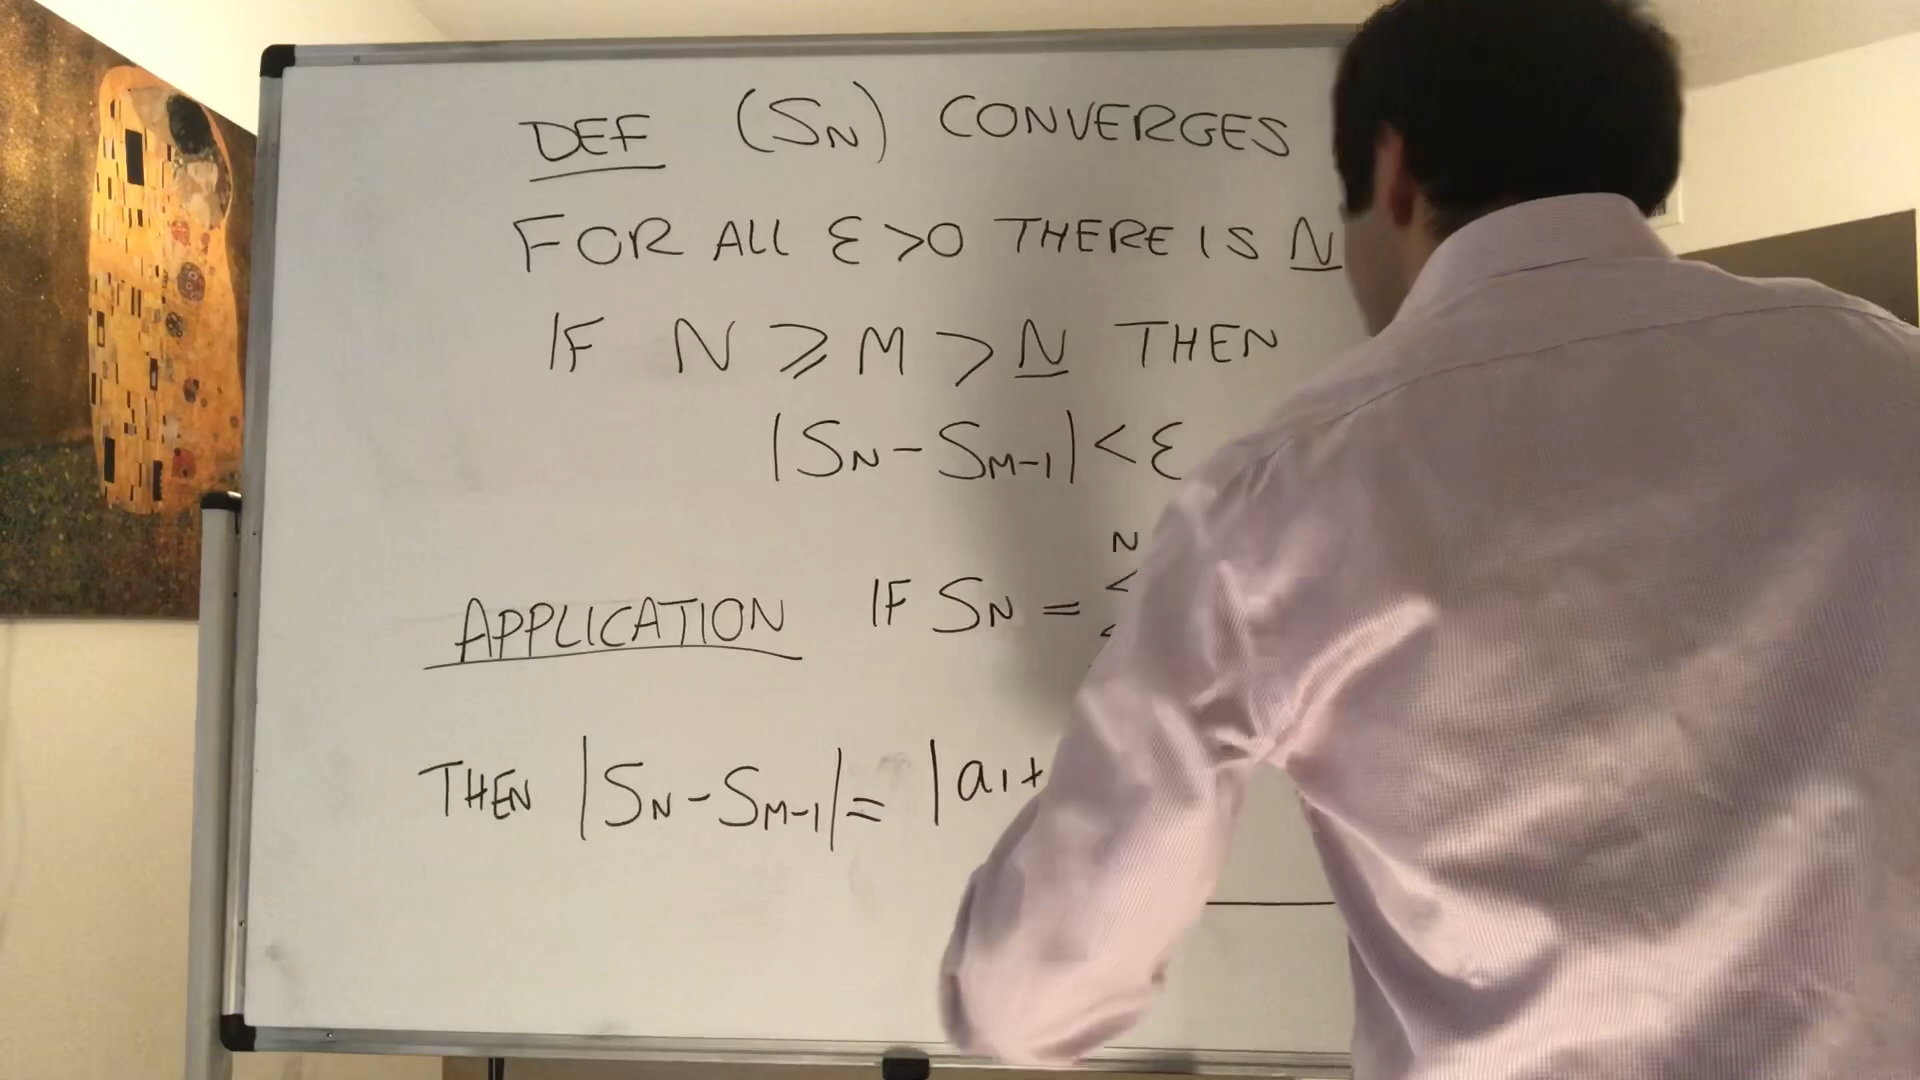 DEF (SN) CONVERGES
FOR ALL ε>0 THERE IS N
IF N ⩾ M > N THEN
|SN-SM-1|<ε
APPLICATION IF SN = N
THEN |SN-SM-1|= |a1+